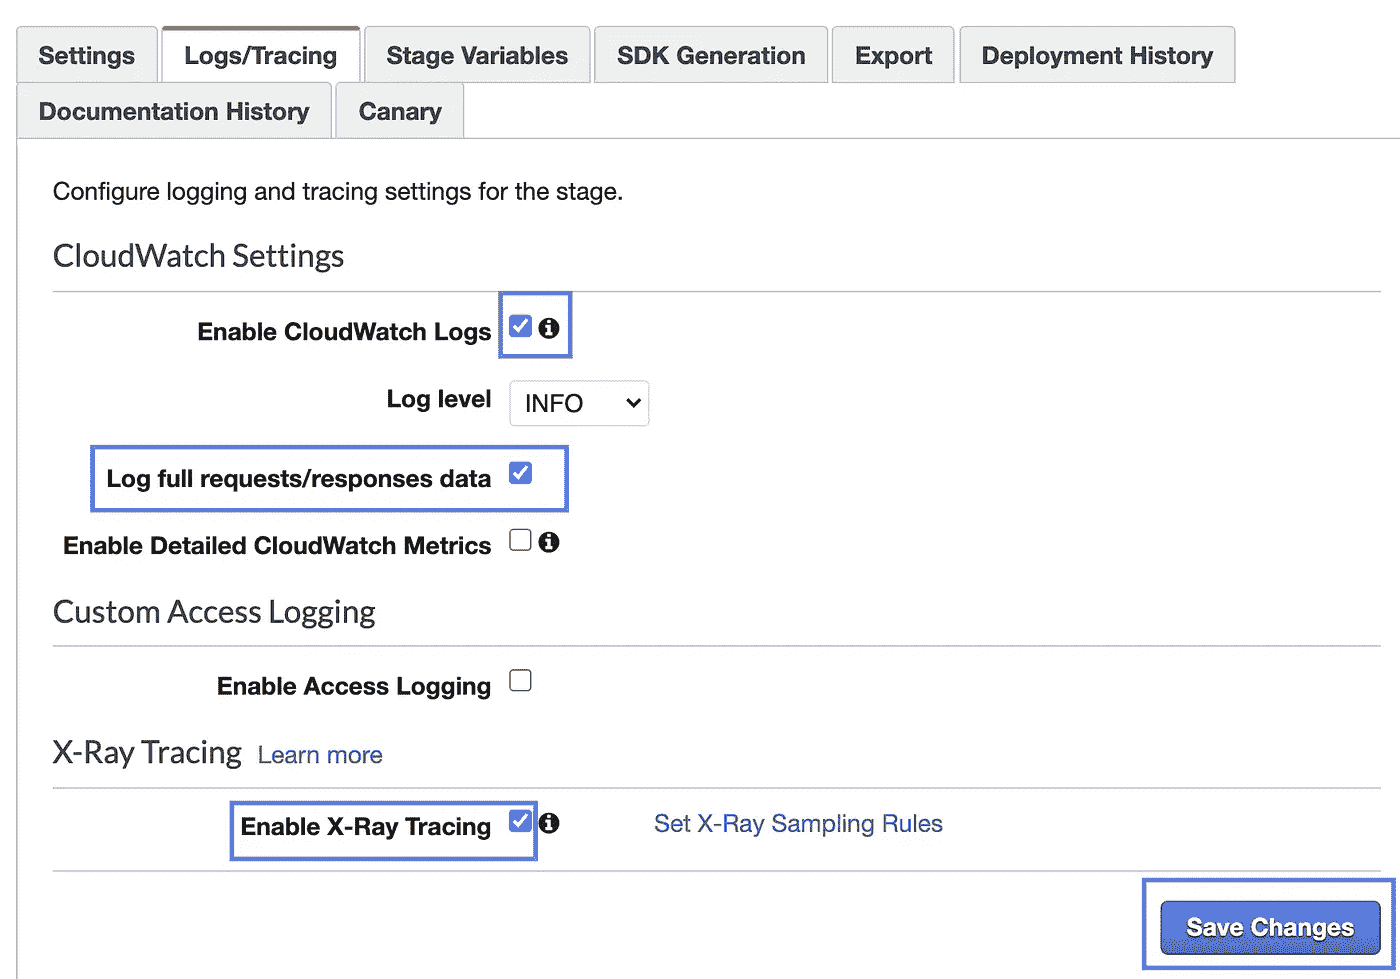 Settings Logs/Tracing Stage Variables SDK Generation Export Deployment History
Documentation History Canary
Configure logging and tracing settings for the stage.
CloudWatch Settings
Enable CloudWatch Logs
Log level INFO
Log full requests/responses data
Enable Detailed CloudWatch Metrics
Custom Access Logging
Enable Access Logging
X-Ray Tracing Learn more
Enable X-Ray Tracing Set X-Ray Sampling Rules
Save Changes